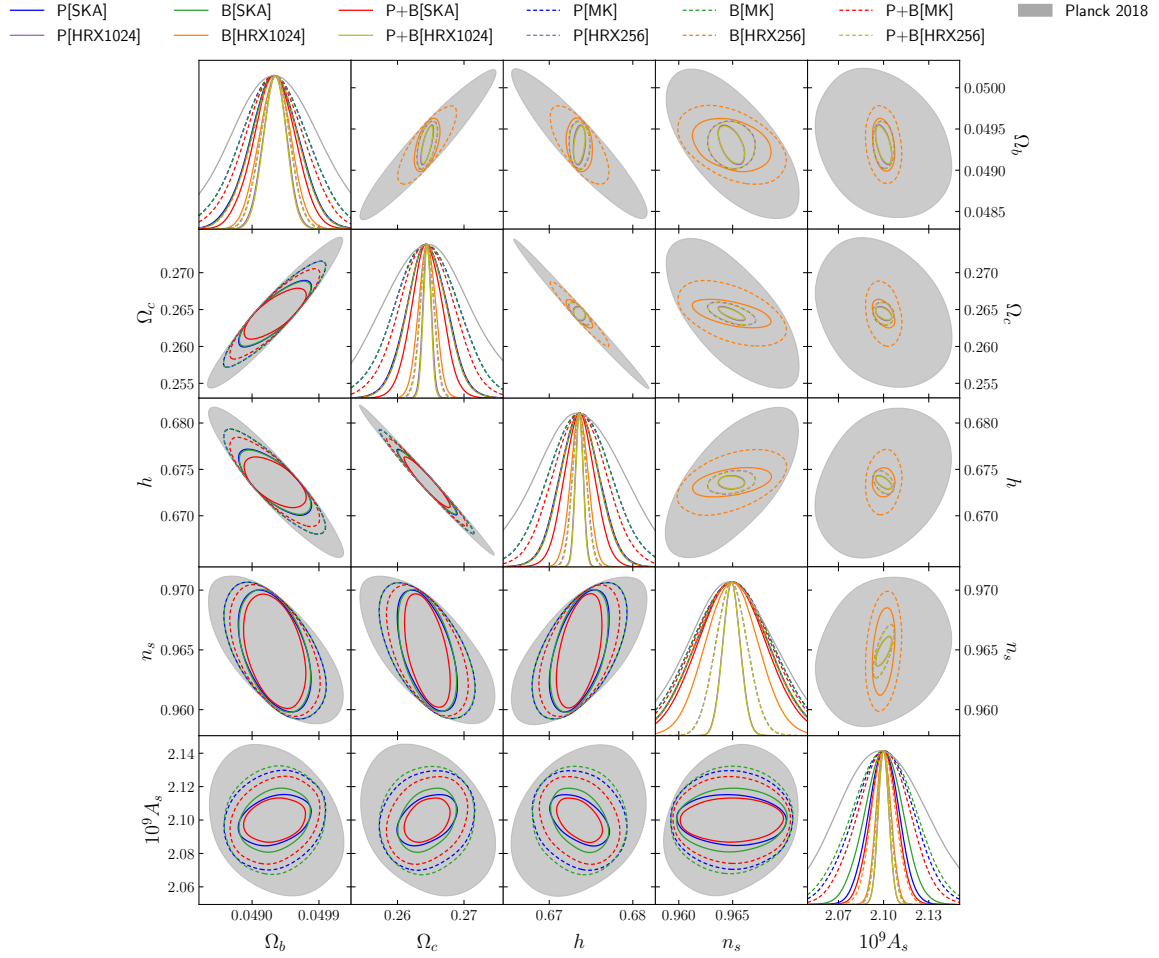 P[SKA] B[SKA] P+B[SKA] P[MK] B[MK] P+B[MK] Planck 2018
P[HRX1024] B[HRX1024] P+B[HRX1024] P[HRX256] B[HRX256] P+B[HRX256]
0.0500
0.0495
0.0490
0.0485
Ω_b
Ω_c
0.270
0.265
0.260
0.255
0.270
0.265
0.260
0.255
Ω_c
h
0.680
0.675
0.670
0.680
0.675
0.670
h
n_s
0.970
0.965
0.960
0.970
0.965
0.960
n_s
10^9 A_s
2.14
2.12
2.10
2.08
2.06
0.0490 0.0499 0.26 0.27 0.67 0.68 0.960 0.965 2.07 2.10 2.13
Ω_b Ω_c h n_s 10^9 A_s